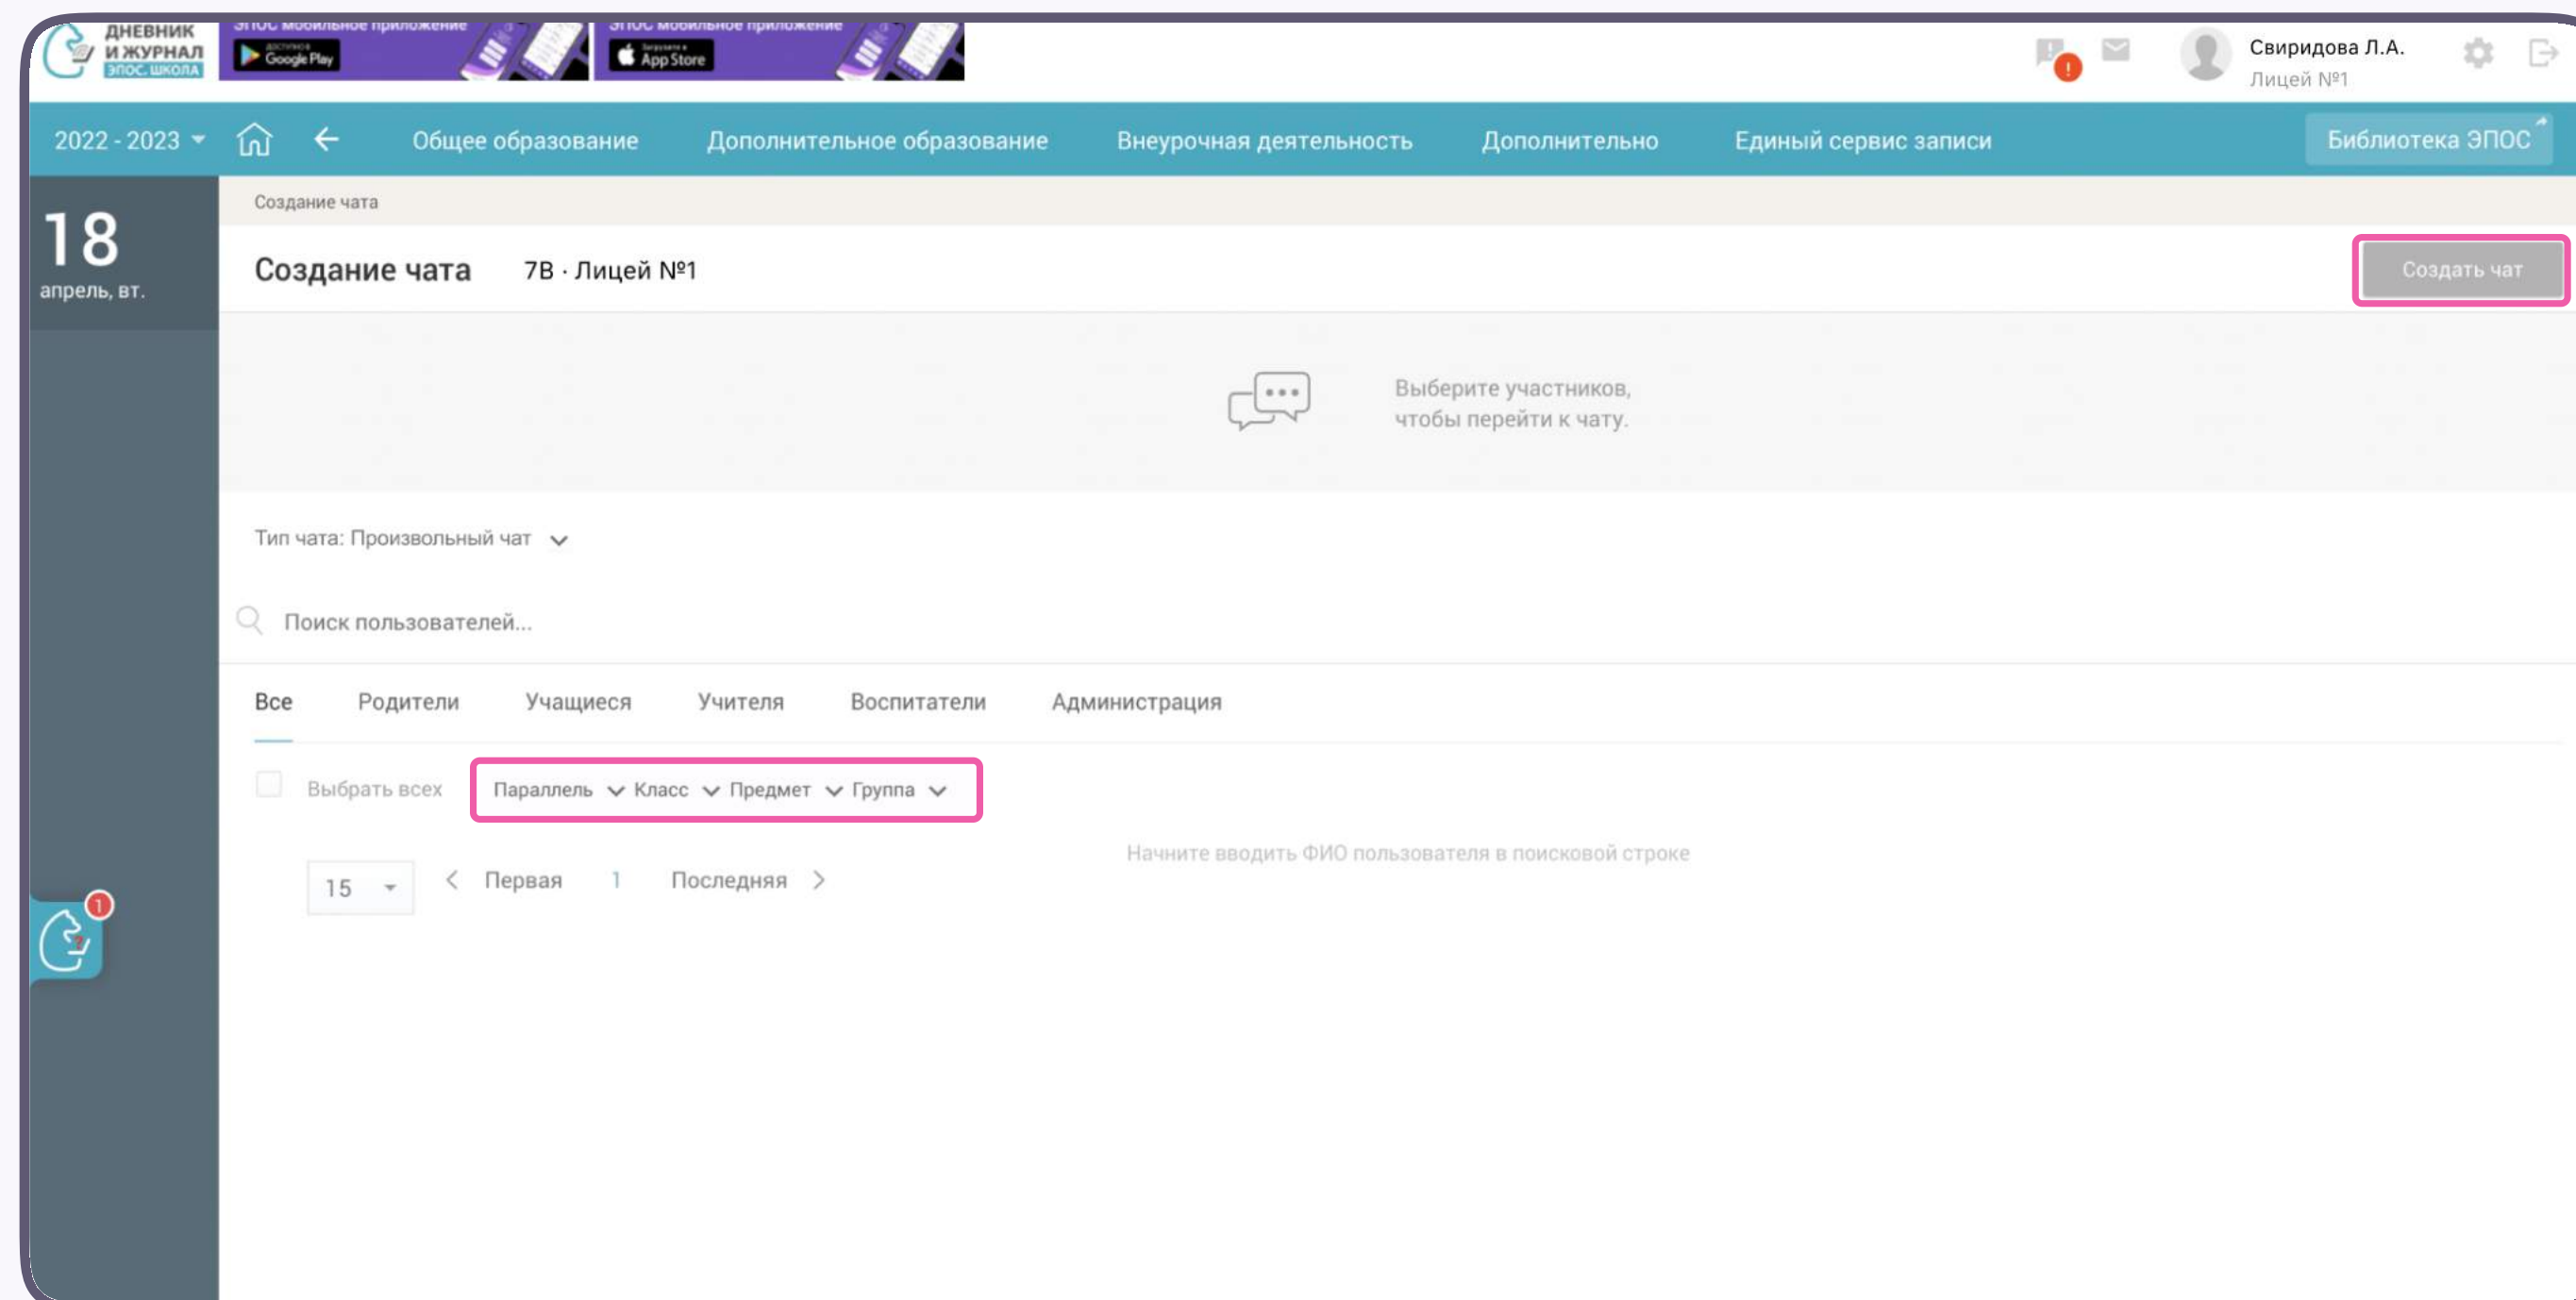 ДНЕВНИК
И ЖУРНАЛ
ЭПОС. ШКОЛА
ЭПОС мобильное приложение
ДОСТУПНО В
Google Play
ЭПОС мобильное приложение
Загрузите в
App Store
!
Свиридова Л.А.
Лицей №1
2022 - 2023
Общее образование
Дополнительное образование
Внеурочная деятельность
Дополнительно
Единый сервис записи
Библиотека ЭПОС
18
апрель, вт.
Создание чата
Создание чата 7В · Лицей №1
Создать чат
Выберите участников,
чтобы перейти к чату.
Тип чата: Произвольный чат
Поиск пользователей...
Все Родители Учащиеся Учителя Воспитатели Администрация
Выбрать всех Параллель Класс Предмет Группа
Начните вводить ФИО пользователя в поисковой строке
15 < Первая 1 Последняя >
1
?